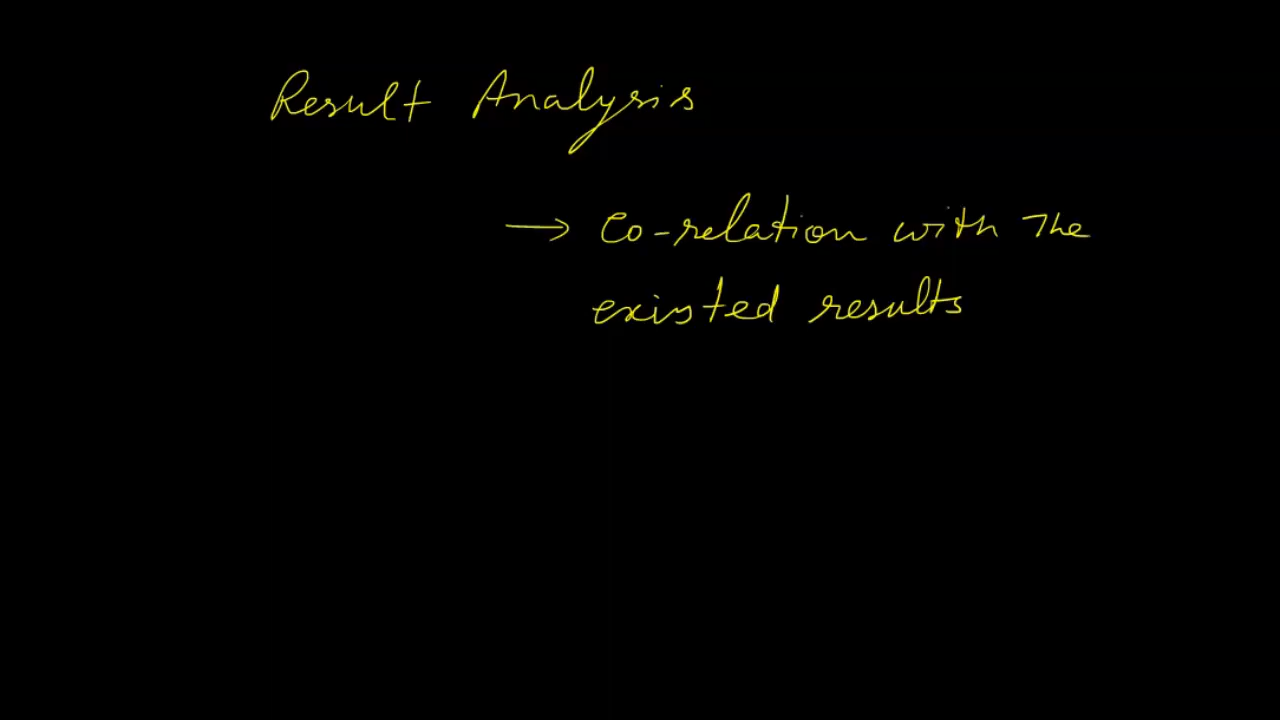 Result Analysis
→ Co-relation with the
existed results